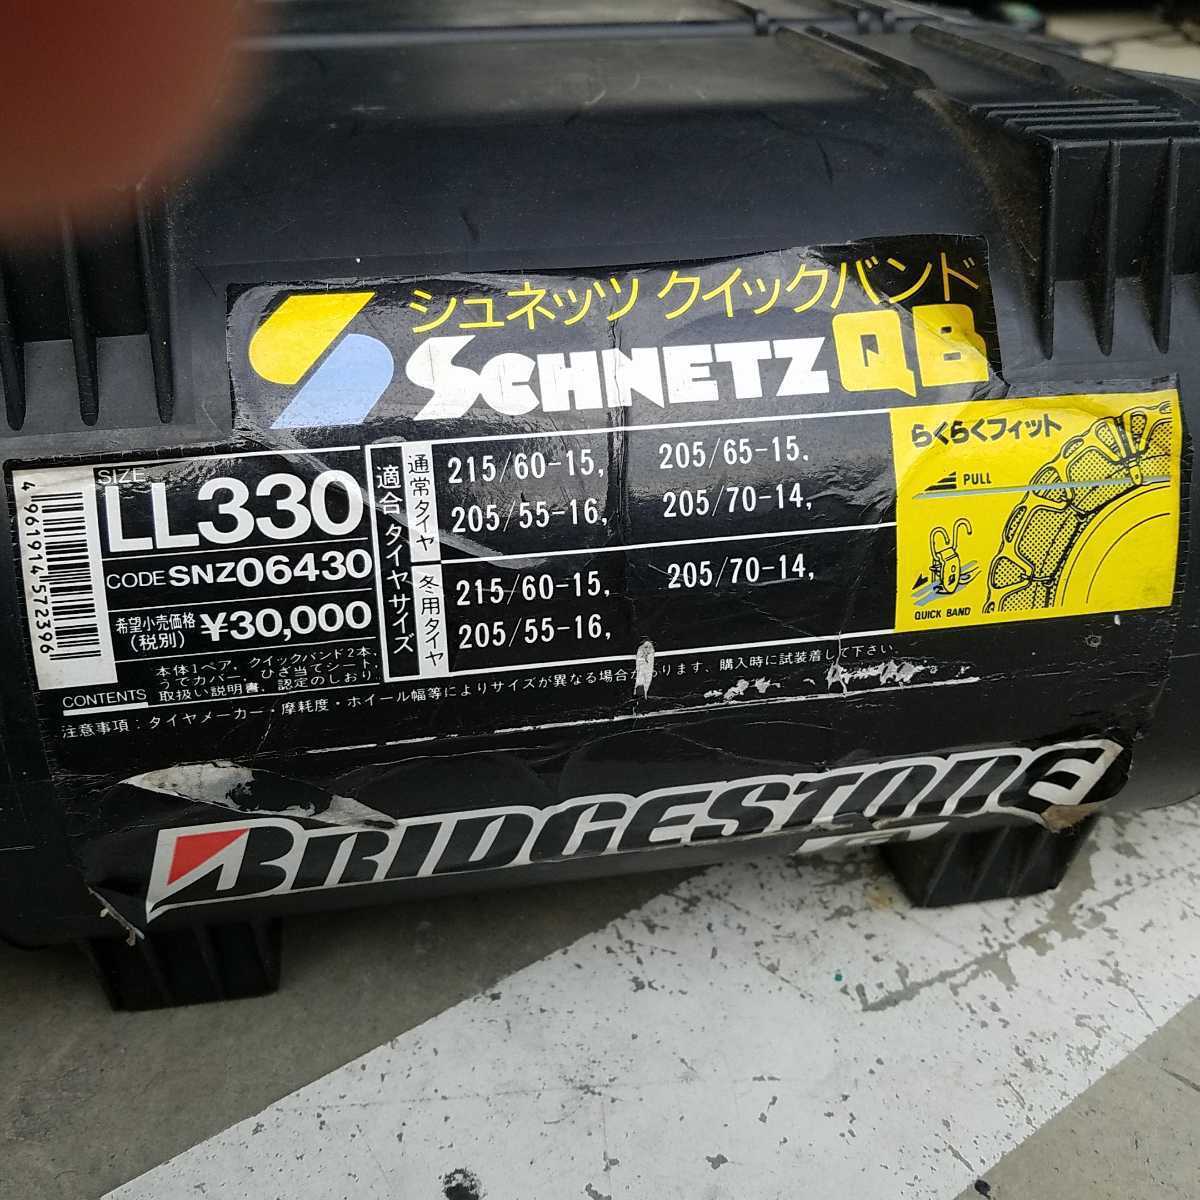 シュネッツ クイックバンド
SCHNETZ QB
SIZE
LL330
CODE SNZ06430
希望小売価格
(税別) ¥30,000
CONTENTS
本体1ペア、クイックバンド2本、
うでカバー、ひざ当てシート、
取扱い説明書、認定のしおり
4 961914 572396
適合タイヤサイズ
通常タイヤ
215/60-15, 205/65-15,
205/55-16, 205/70-14,
冬用タイヤ
215/60-15, 205/70-14,
205/55-16,
らくらくフィット
PULL
QUICK BAND
注意事項:タイヤメーカー・摩耗度・ホイール幅等によりサイズが異なる場合があります、購入時に試装着して下さい。
BRIDGESTONE